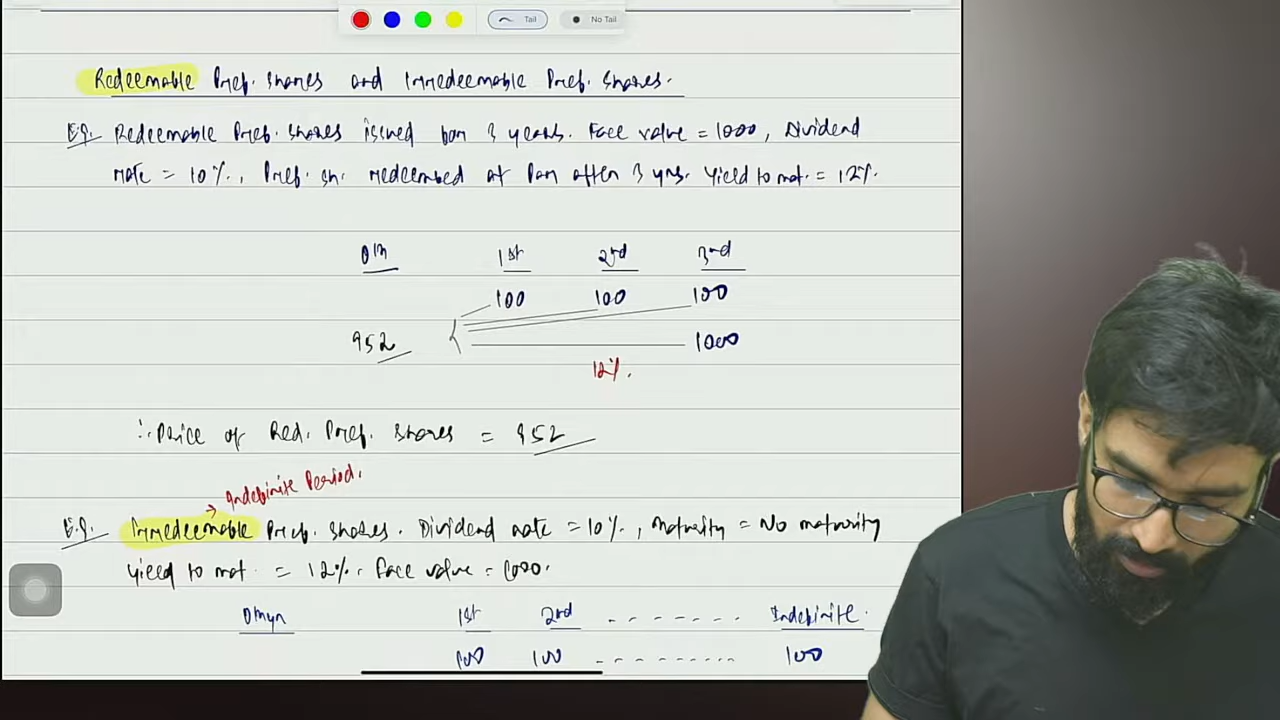 Tail No Tail
Redeemable Pref. Shares and Irredeemable Pref. Shares.
E.g. Redeemable Pref. Shares issued for 3 years. Face value = 1000, Dividend
rate = 10%, Pref. sh. redeemed at Par after 3 yrs. Yield to mat. = 12%.
0th 1st 2nd 3rd
100 100 100
952 1000
12%.
∴ Price of Red. Pref. Shares = 952
→ Indefinite Period.
E.g. Irredeemable Pref. Shares. Dividend rate = 10%, Maturity = No maturity
Yield to mat. = 12%. Face value = 1000.
0th yr 1st 2nd - - - - - - - Indefinite.
100 100 - - - - - - - - - - 100